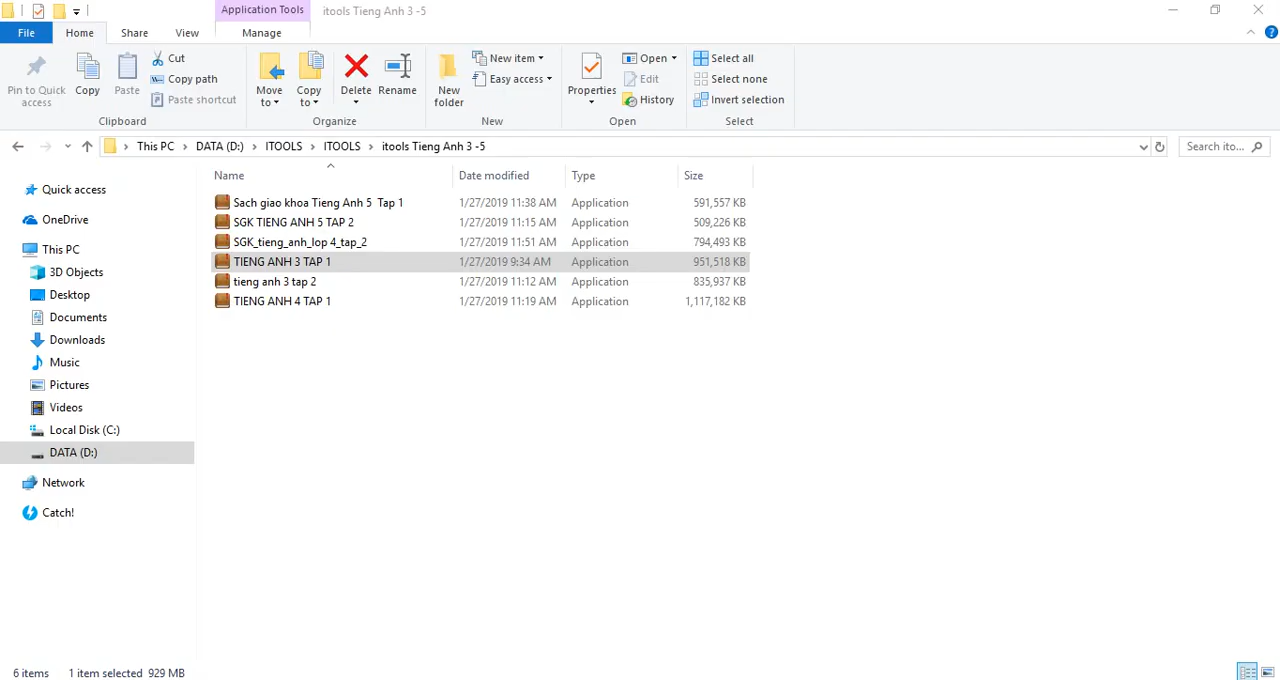 Application Tools
itools Tieng Anh 3 -5
File
Home
Share
View
Manage
Pin to Quick access
Copy
Paste
Cut
Copy path
Paste shortcut
Clipboard
Move to
Copy to
Delete
Rename
Organize
New folder
New item
Easy access
New
Properties
Open
Edit
History
Open
Select all
Select none
Invert selection
Select
This PC > DATA (D:) > ITOOLS > ITOOLS > itools Tieng Anh 3 -5
Search ito...
Quick access
OneDrive
This PC
3D Objects
Desktop
Documents
Downloads
Music
Pictures
Videos
Local Disk (C:)
DATA (D:)
Network
Catch!
Name Date modified Type Size
Sach giao khoa Tieng Anh 5  Tap 1 1/27/2019 11:38 AM Application 591,557 KB
SGK TIENG ANH 5 TAP 2 1/27/2019 11:15 AM Application 509,226 KB
SGK_tieng_anh_lop 4_tap_2 1/27/2019 11:51 AM Application 794,493 KB
TIENG ANH 3 TAP 1 1/27/2019 9:34 AM Application 951,518 KB
tieng anh 3 tap 2 1/27/2019 11:12 AM Application 835,937 KB
TIENG ANH 4 TAP 1 1/27/2019 11:19 AM Application 1,117,182 KB
6 items 1 item selected 929 MB